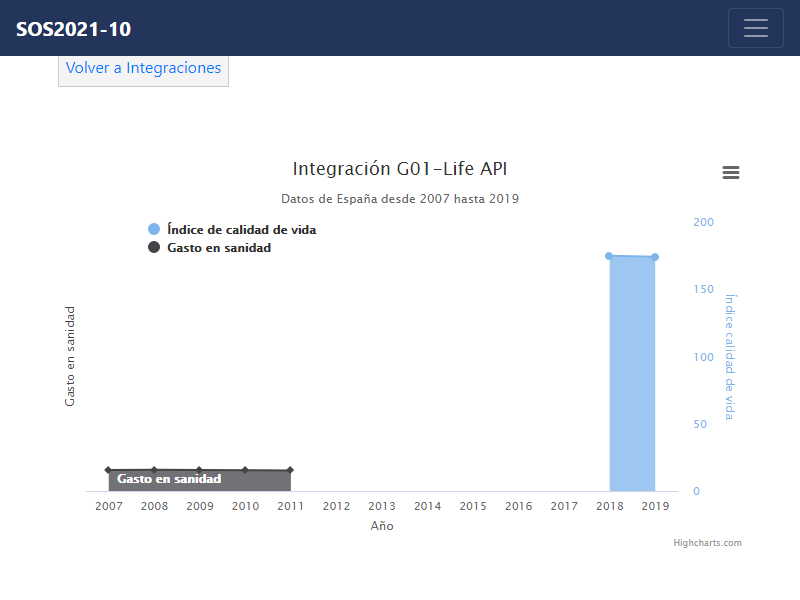 SOS2021-10
Volver a Integraciones
Integración G01-Life API
Datos de España desde 2007 hasta 2019
Índice de calidad de vida
Gasto en sanidad
Gasto en sanidad
200
150
100
50
0
Índice calidad de vida
Gasto en sanidad
2007 2008 2009 2010 2011 2012 2013 2014 2015 2016 2017 2018 2019
Año
Highcharts.com